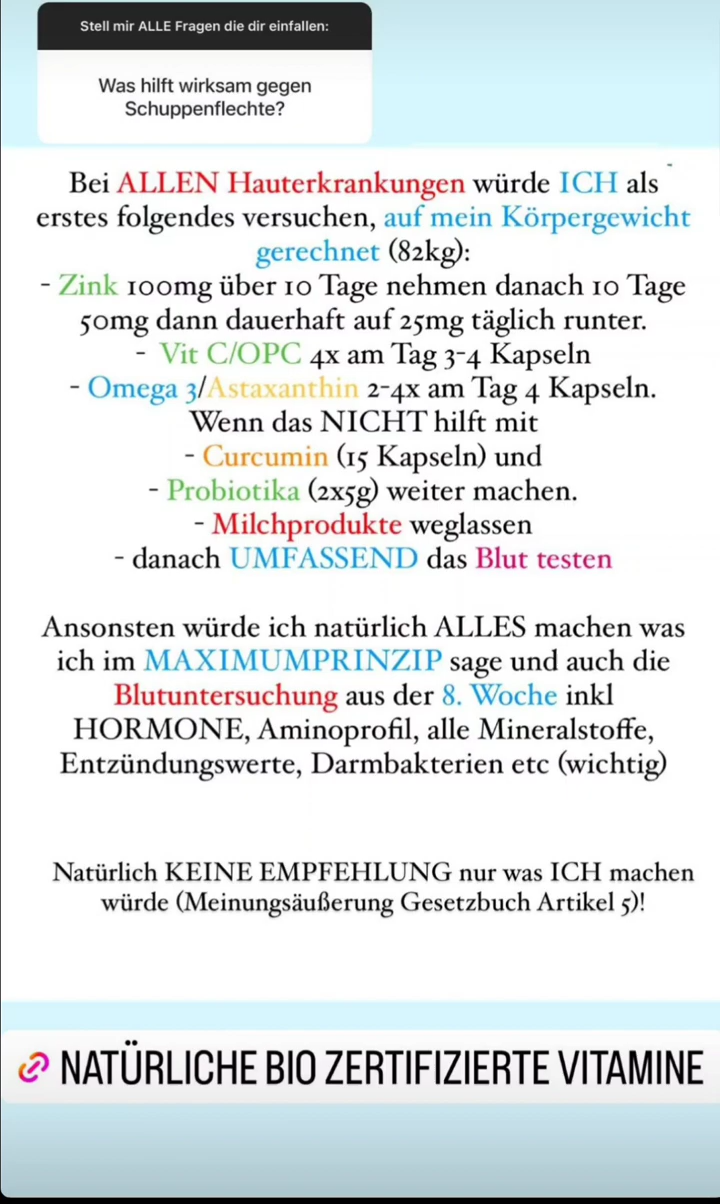 Stell mir ALLE Fragen die dir einfallen:
Was hilft wirksam gegen
Schuppenflechte?
Bei ALLEN Hauterkrankungen würde ICH als
erstes folgendes versuchen, auf mein Körpergewicht
gerechnet (82kg):
- Zink 100mg über 10 Tage nehmen danach 10 Tage
50mg dann dauerhaft auf 25mg täglich runter.
- Vit C/OPC 4x am Tag 3-4 Kapseln
- Omega 3/Astaxanthin 2-4x am Tag 4 Kapseln.
Wenn das NICHT hilft mit
- Curcumin (15 Kapseln) und
- Probiotika (2x5g) weiter machen.
- Milchprodukte weglassen
- danach UMFASSEND das Blut testen
Ansonsten würde ich natürlich ALLES machen was
ich im MAXIMUMPRINZIP sage und auch die
Blutuntersuchung aus der 8. Woche inkl
HORMONE, Aminoprofil, alle Mineralstoffe,
Entzündungswerte, Darmbakterien etc (wichtig)
Natürlich KEINE EMPFEHLUNG nur was ICH machen
würde (Meinungsäußerung Gesetzbuch Artikel 5)!
NATÜRLICHE BIO ZERTIFIZIERTE VITAMINE